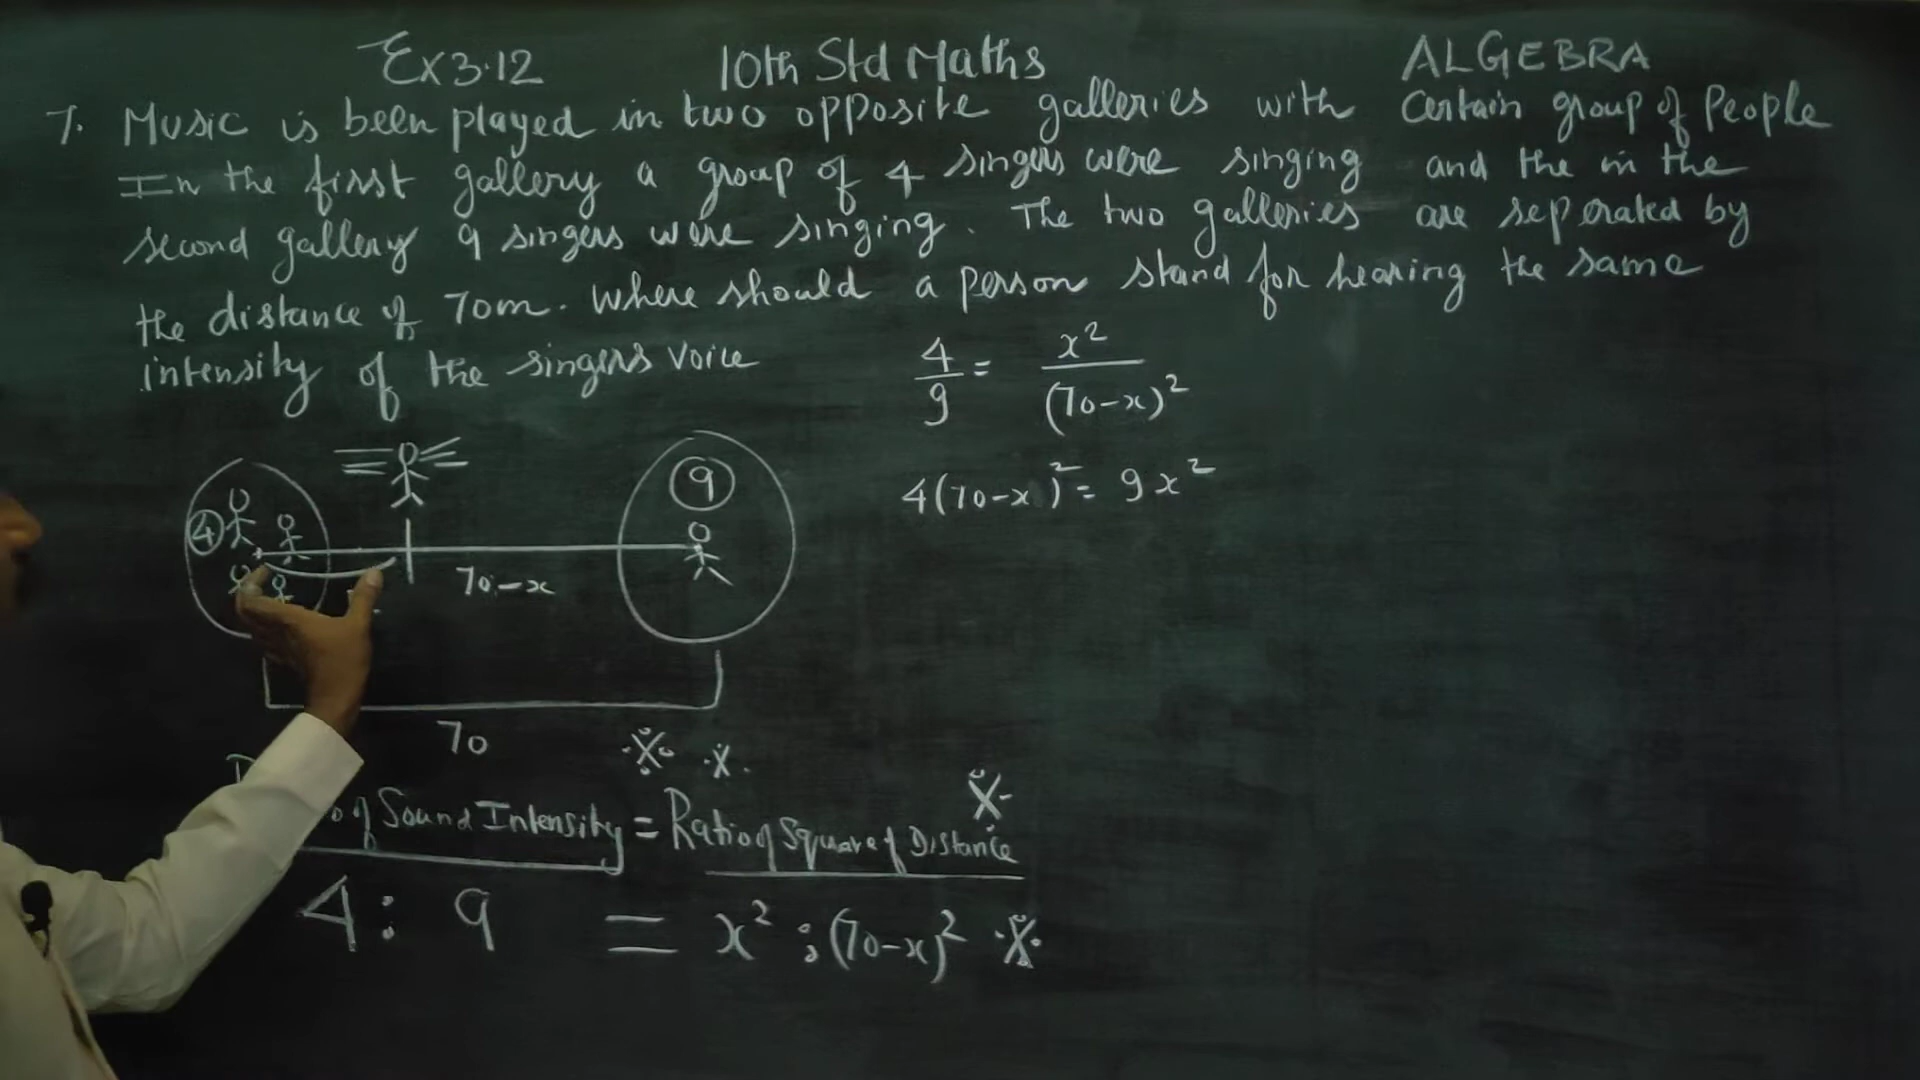 Ex 3.12 10th Std Maths ALGEBRA
7. Music is been played in two opposite galleries with Certain group of People
In the first gallery a group of 4 singers were singing and the in the
second gallery 9 singers were singing. The two galleries are seperated by
the distance of 70m. Where should a person stand for hearing the same
intensity of the singers voice
4/9 = x²/(70-x)²
4(70-x)² = 9x²
4
9
70-x
70
of Sound Intensity = Ratio of Square of Distance
4 : 9 = x² : (70-x)²